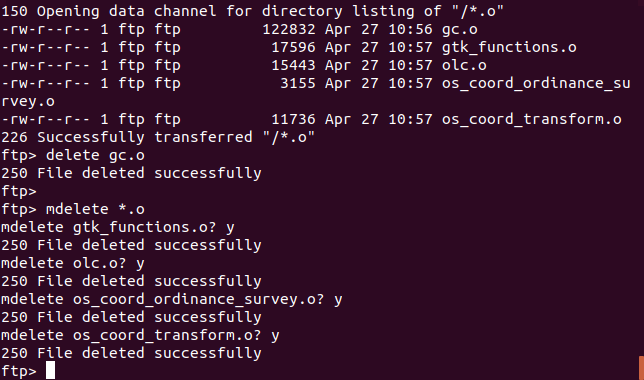 150 Opening data channel for directory listing of "/*.o"
-rw-r--r-- 1 ftp ftp         122832 Apr 27 10:56 gc.o
-rw-r--r-- 1 ftp ftp          17596 Apr 27 10:57 gtk_functions.o
-rw-r--r-- 1 ftp ftp          15443 Apr 27 10:57 olc.o
-rw-r--r-- 1 ftp ftp           3155 Apr 27 10:57 os_coord_ordinance_su
rvey.o
-rw-r--r-- 1 ftp ftp          11736 Apr 27 10:57 os_coord_transform.o
226 Successfully transferred "/*.o"
ftp> delete gc.o
250 File deleted successfully
ftp>
ftp> mdelete *.o
mdelete gtk_functions.o? y
250 File deleted successfully
mdelete olc.o? y
250 File deleted successfully
mdelete os_coord_ordinance_survey.o? y
250 File deleted successfully
mdelete os_coord_transform.o? y
250 File deleted successfully
ftp>